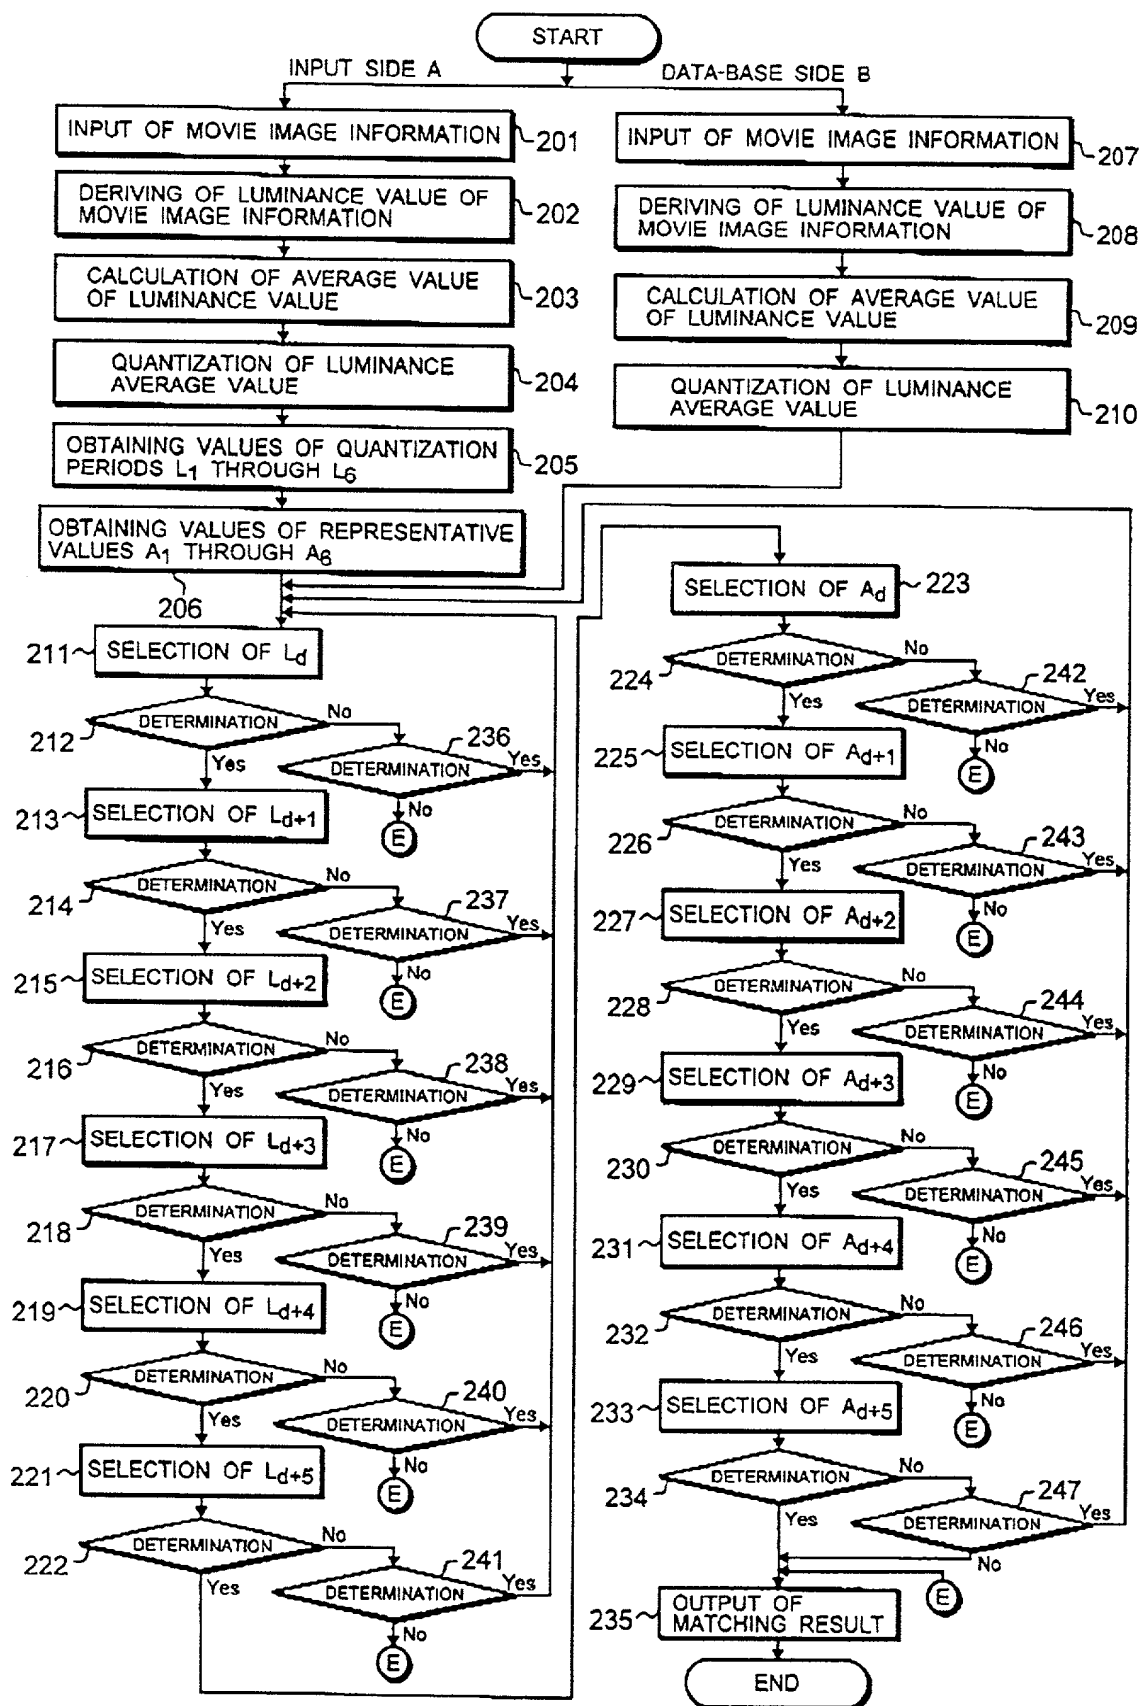 START
INPUT SIDE A
DATA-BASE SIDE B
INPUT OF MOVIE IMAGE INFORMATION
201
DERIVING OF LUMINANCE VALUE OF
MOVIE IMAGE INFORMATION
202
CALCULATION OF AVERAGE VALUE
OF LUMINANCE VALUE
203
QUANTIZATION OF LUMINANCE
AVERAGE VALUE
204
OBTAINING VALUES OF QUANTIZATION
PERIODS L1 THROUGH L6
205
OBTAINING VALUES OF REPRESENTATIVE
VALUES A1 THROUGH A6
206
INPUT OF MOVIE IMAGE INFORMATION
207
DERIVING OF LUMINANCE VALUE OF
MOVIE IMAGE INFORMATION
208
CALCULATION OF AVERAGE VALUE
OF LUMINANCE VALUE
209
QUANTIZATION OF LUMINANCE
AVERAGE VALUE
210
211
SELECTION OF Ld
212
DETERMINATION
No
Yes
236
DETERMINATION
Yes
No
E
213
SELECTION OF Ld+1
214
DETERMINATION
No
Yes
237
DETERMINATION
Yes
No
E
215
SELECTION OF Ld+2
216
DETERMINATION
No
Yes
238
DETERMINATION
Yes
No
E
217
SELECTION OF Ld+3
218
DETERMINATION
No
Yes
239
DETERMINATION
Yes
No
E
219
SELECTION OF Ld+4
220
DETERMINATION
No
Yes
240
DETERMINATION
Yes
No
E
221
SELECTION OF Ld+5
222
DETERMINATION
No
Yes
241
DETERMINATION
Yes
No
E
SELECTION OF Ad
223
224
DETERMINATION
No
Yes
242
DETERMINATION
Yes
No
E
225
SELECTION OF Ad+1
226
DETERMINATION
No
Yes
243
DETERMINATION
Yes
No
E
227
SELECTION OF Ad+2
228
DETERMINATION
No
Yes
244
DETERMINATION
Yes
No
E
229
SELECTION OF Ad+3
230
DETERMINATION
No
Yes
245
DETERMINATION
Yes
No
E
231
SELECTION OF Ad+4
232
DETERMINATION
No
Yes
246
DETERMINATION
Yes
No
E
233
SELECTION OF Ad+5
234
DETERMINATION
No
Yes
247
DETERMINATION
Yes
No
E
235
OUTPUT OF
MATCHING RESULT
END